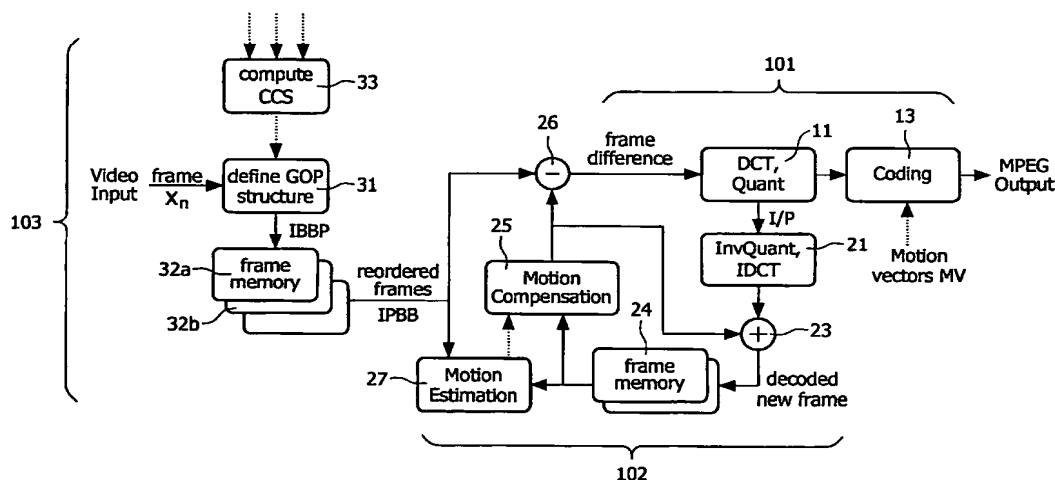 103
Video
Input
frame
Xn
compute
CCS
33
define GOP
structure
31
IBBP
32a
frame
memory
32b
reordered
frames
IPBB
101
26
−
frame
difference
11
DCT,
Quant
13
Coding
MPEG
Output
I/P
InvQuant,
IDCT
21
Motion
vectors MV
25
Motion
Compensation
24
frame
memory
+
23
decoded
new frame
27
Motion
Estimation
102